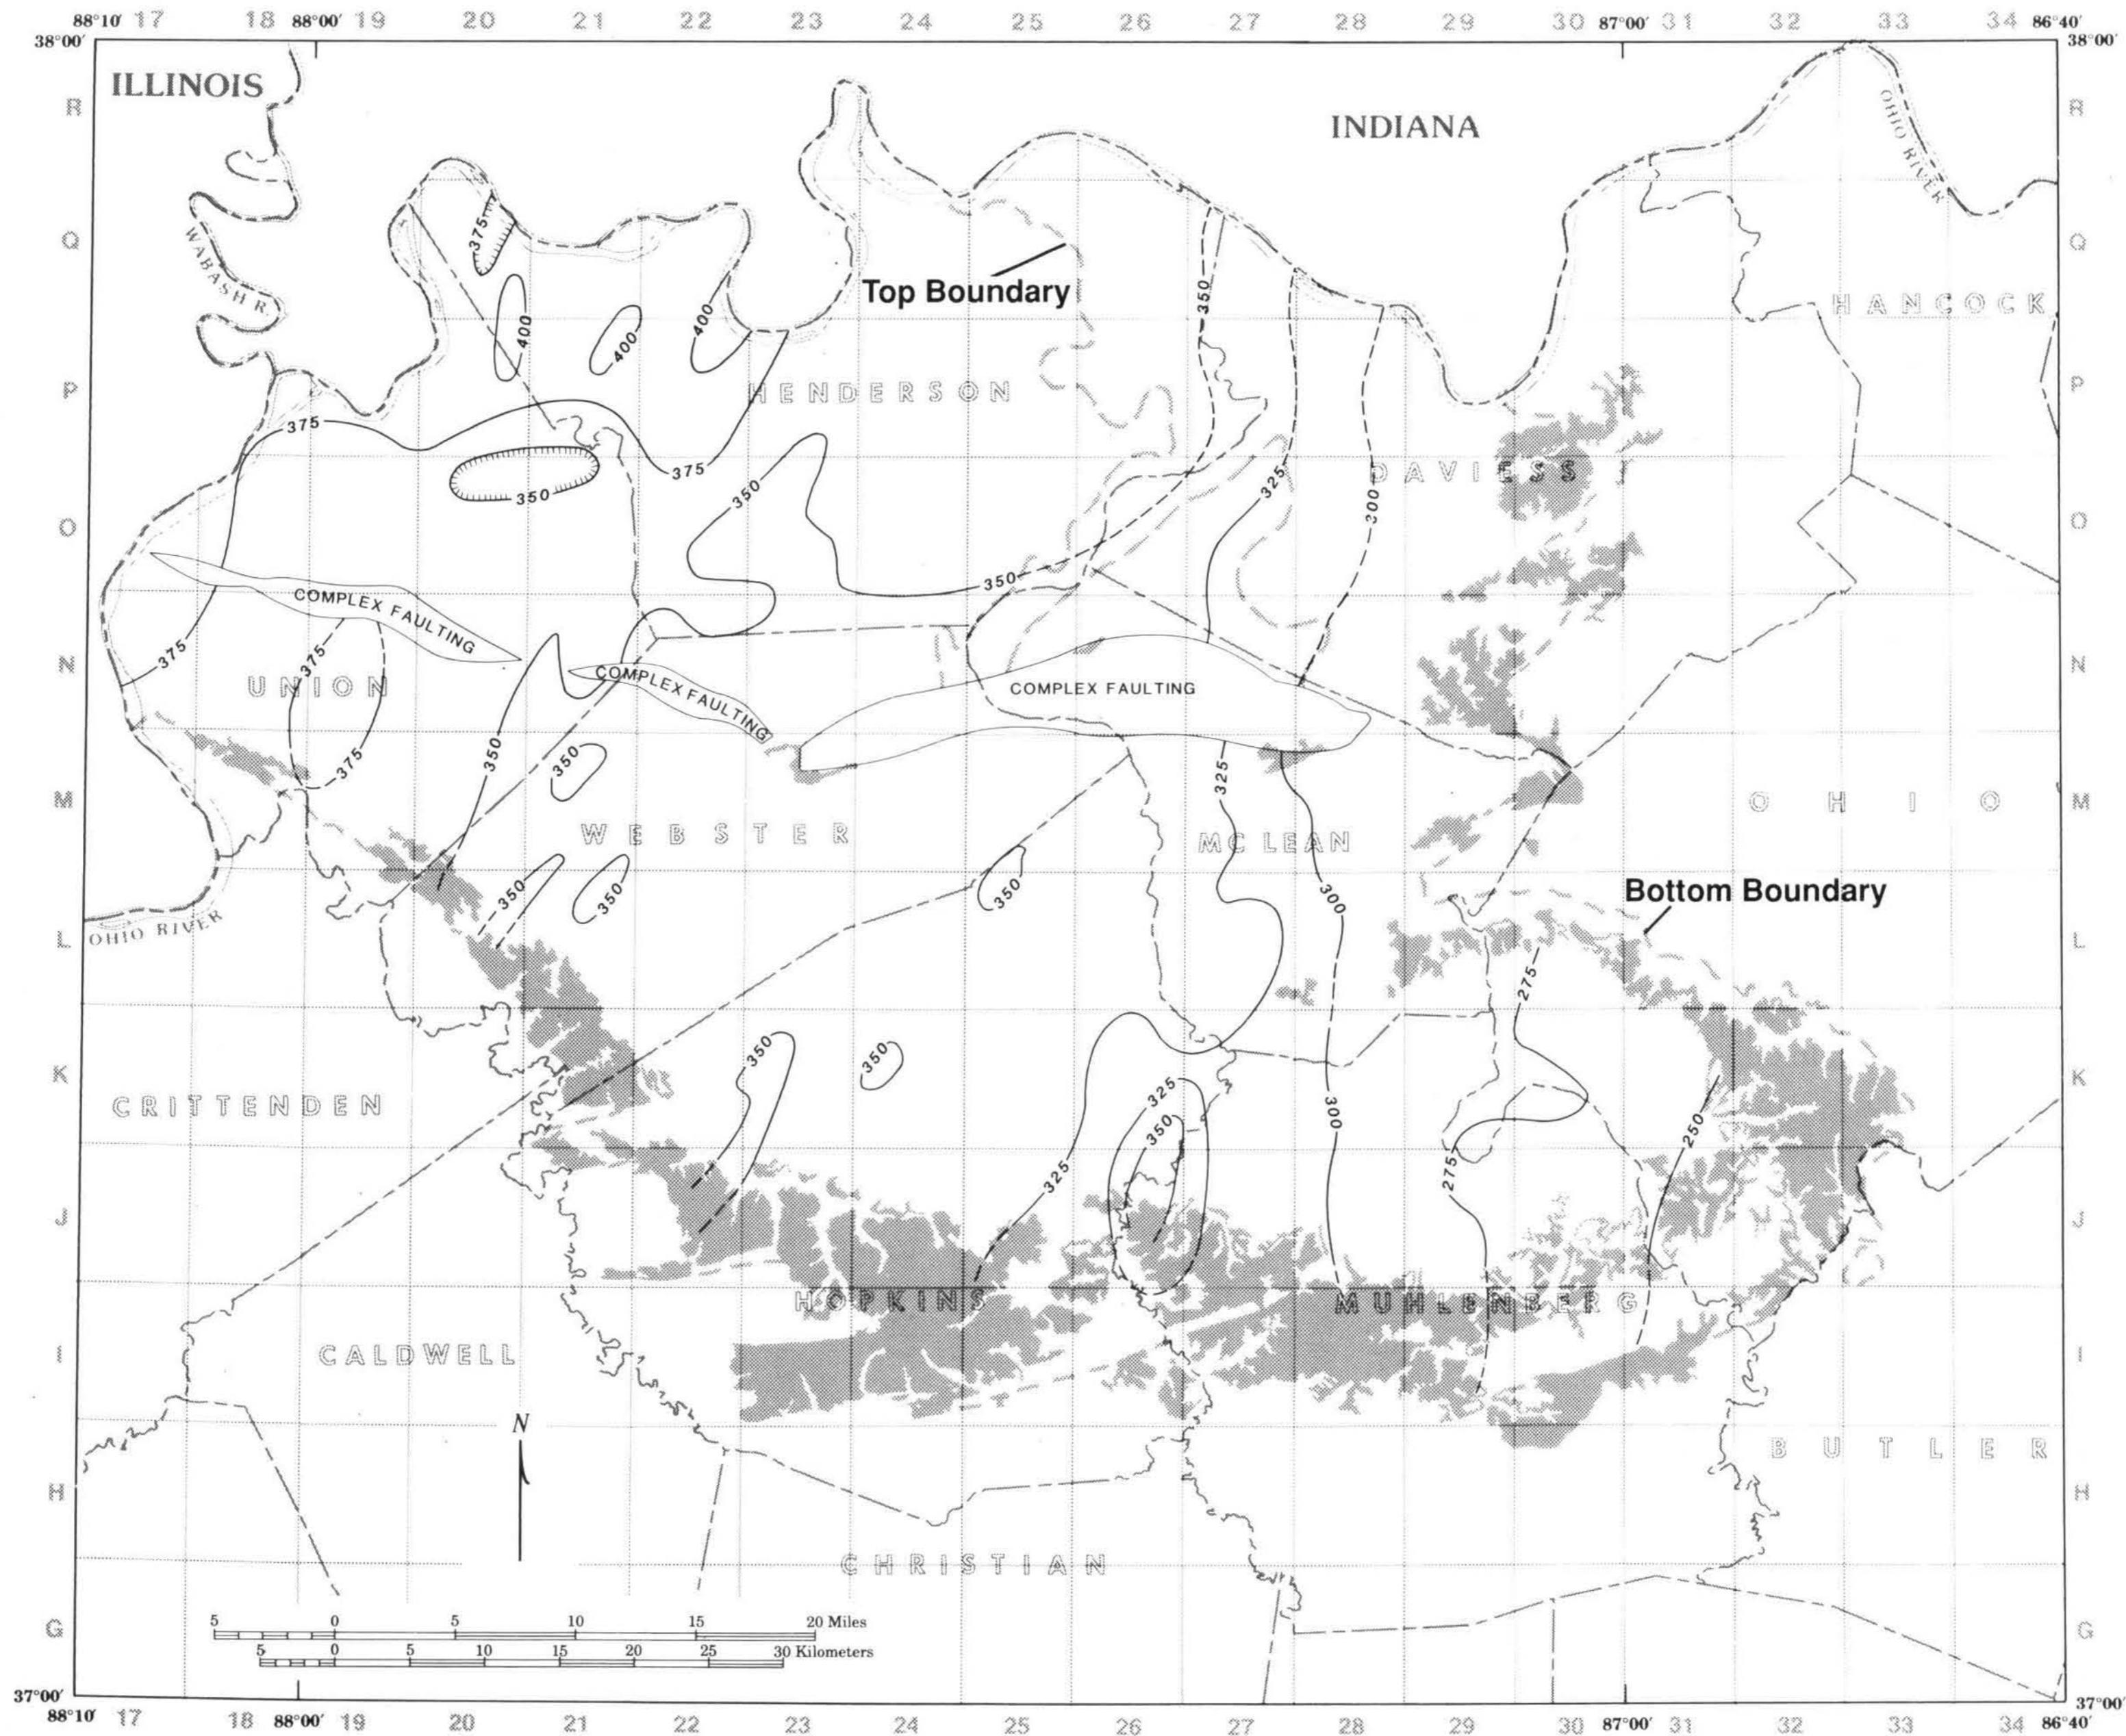 88°10′ 17 18 88°00′ 19 20 21 22 23 24 25 26 27 28 29 30 87°00′ 31 32 33 34 86°40′
38°00′ 38°00′
ILLINOIS
R R
OHIO RIVER
INDIANA
375
Q Q
WABASH R.
Top Boundary
350
HANCOCK
400 400 400
P P
HENDERSON
375
375
350
325
DAVIESS
350
300
O O
350
COMPLEX FAULTING
375 375
N N
UNION
COMPLEX FAULTING
COMPLEX FAULTING
350 350
375
325
M M
OHIO
WEBSTER
MCLEAN
350 350 350
300
Bottom Boundary
OHIO RIVER
L L
275
350 350
K K
325
CRITTENDEN
300
250
350
325
275
J J
HOPKINS
MUHLENBERG
CALDWELL
I I
N
BUTLER
H H
CHRISTIAN
5 0 5 10 15 20 Miles
G G
5 0 5 10 15 20 25 30 Kilometers
37°00′ 37°00′
88°10′ 17 18 88°00′ 19 20 21 22 23 24 25 26 27 28 29 30 87°00′ 31 32 33 34 86°40′